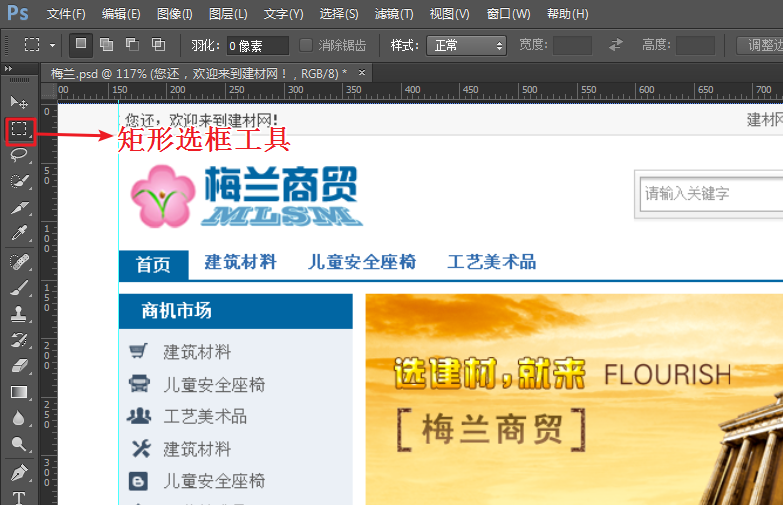 Ps 文件(F) 编辑(E) 图像(I) 图层(L) 文字(Y) 选择(S) 滤镜(T) 视图(V) 窗口(W) 帮助(H)
羽化: 0 像素 消除锯齿 样式: 正常 宽度: 高度: 调整边
梅兰.psd @ 117% (您还，欢迎来到建材网！, RGB/8) * ×
00 150 200 250 300 350 400 450 500 550 600 650 700
0
50
100
150
200
250
300
您还，欢迎来到建材网! 建材网
矩形选框工具
梅兰商贸
MLSM
请输入关键字
首页 建筑材料 儿童安全座椅 工艺美术品
商机市场
建筑材料
儿童安全座椅
工艺美术品
建筑材料
儿童安全座椅
选建材,就来 FLOURISH
[梅兰商贸]
T